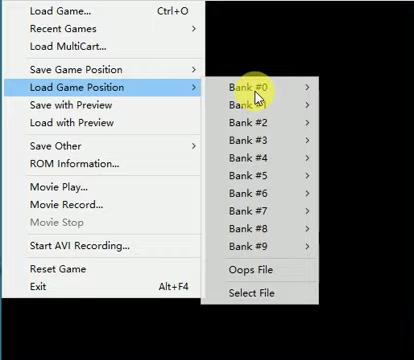 Load Game... Ctrl+O
Recent Games
Load MultiCart...
Save Game Position
Load Game Position
Save with Preview
Load with Preview
Save Other
ROM Information...
Movie Play...
Movie Record...
Movie Stop
Start AVI Recording...
Reset Game
Exit Alt+F4
Bank #0
Bank #1
Bank #2
Bank #3
Bank #4
Bank #5
Bank #6
Bank #7
Bank #8
Bank #9
Oops File
Select File